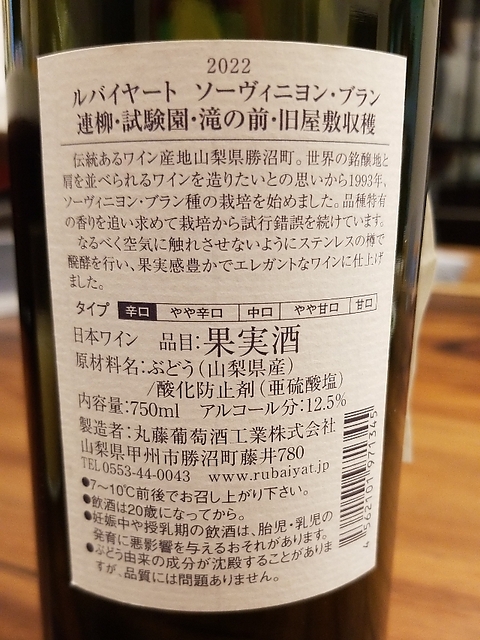 2022
ルバイヤート ソーヴィニヨン・ブラン
連柳・試験園・滝の前・旧屋敷収穫
伝統あるワイン産地山梨県勝沼町。世界の銘醸地と
肩を並べられるワインを造りたいとの思いから1993年、
ソーヴィニヨン・ブラン種の栽培を始めました。品種特有
の香りを追い求めて栽培から試行錯誤を続けています。
なるべく空気に触れさせないようにステンレスの樽で
醗酵を行い、果実感豊かでエレガントなワインに仕上げ
ました。
タイプ 辛口 やや辛口 中口 やや甘口 甘口
日本ワイン 品目:果実酒
原材料名:ぶどう(山梨県産)
/酸化防止剤(亜硫酸塩)
内容量:750ml アルコール分:12.5%
製造者:丸藤葡萄酒工業株式会社
山梨県甲州市勝沼町藤井780
TEL 0553-44-0043 www.rubaiyat.jp
●7~10℃前後でお召し上がり下さい。
●飲酒は20歳になってから。
●妊娠中や授乳期の飲酒は、胎児・乳児の
発育に悪影響を与えるおそれがあります。
●ぶどう由来の成分が沈殿することがありま
すが、品質には問題ありません。
4 562101 971345